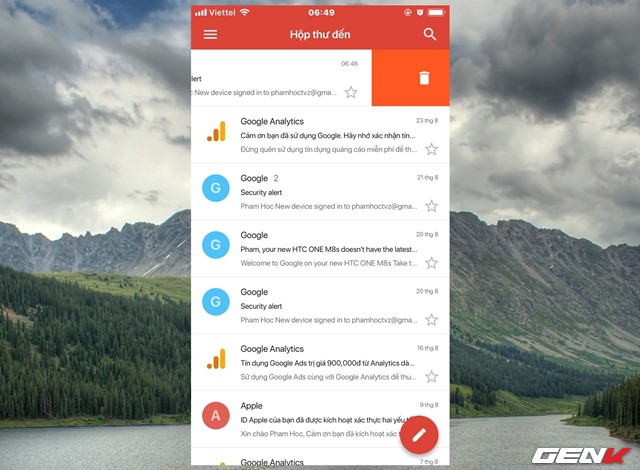 Viettel
06:49
Hộp thư đến
06:46
lert
New device signed in to phamhoctvz@gma...
Google Analytics
23 thg 8
Cảm ơn bạn đã sử dụng Google. Hãy nhớ xác nhận tín...
Đừng quên sử dụng tín dụng quảng cáo miễn phí để th...
G
Google 2
21 thg 8
Security alert
Pham Hoc New device signed in to phamhoctvz@gma...
G
Google
20 thg 8
Pham, your new HTC ONE M8s doesn't have the latest...
Welcome to Google on your new HTC ONE M8s Take t...
G
Google
20 thg 8
Security alert
Pham Hoc New device signed in to phamhoctvz@gma...
Google Analytics
16 thg 8
Tín dụng Google Ads trị giá 900,000đ từ Analytics dà...
Sử dụng Google Ads cùng với Google Analytics để thu...
A
Apple
9 thg 8
ID Apple của bạn đã được kích hoạt xác thực hai yếu
Xin chào Pham Hoc, Cảm ơn bạn đã kích hoạt xác t
Google Analytics
7 thg 8
GENK